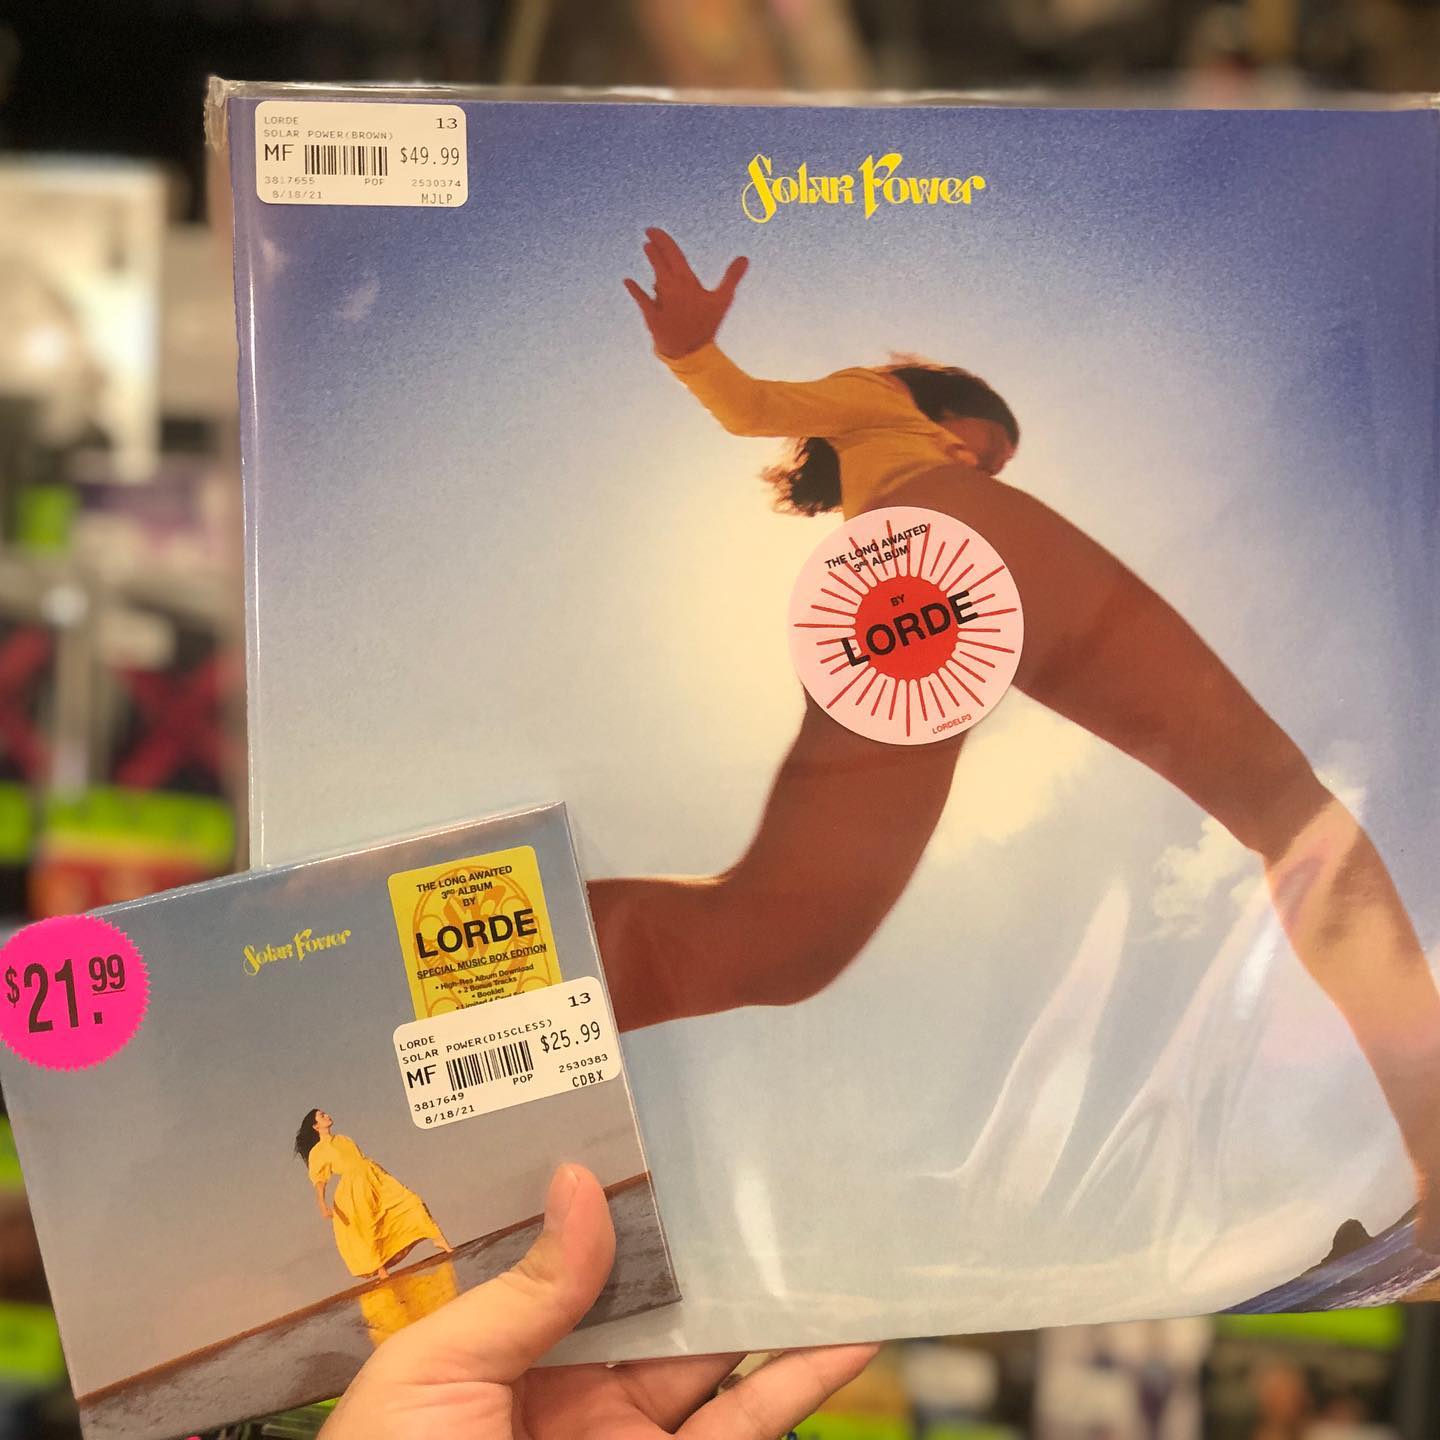 LORDE
13
SOLAR POWER(BROWN)
MF $49.99
3817655 POP 2530374
8/18/21 MJLP
Solar Power
THE LONG AWAITED
3RD ALBUM
BY
LORDE
LORDELP3
$21.99
Solar Power
THE LONG AWAITED
3RD ALBUM
BY
LORDE
SPECIAL MUSIC BOX EDITION
• High-Res Album Download
+ 2 Bonus Tracks
• Booklet
• Limited 4 Card
LORDE
13
SOLAR POWER(DISCLESS)
MF $25.99
3817649 POP 2530383
8/18/21 CDBX